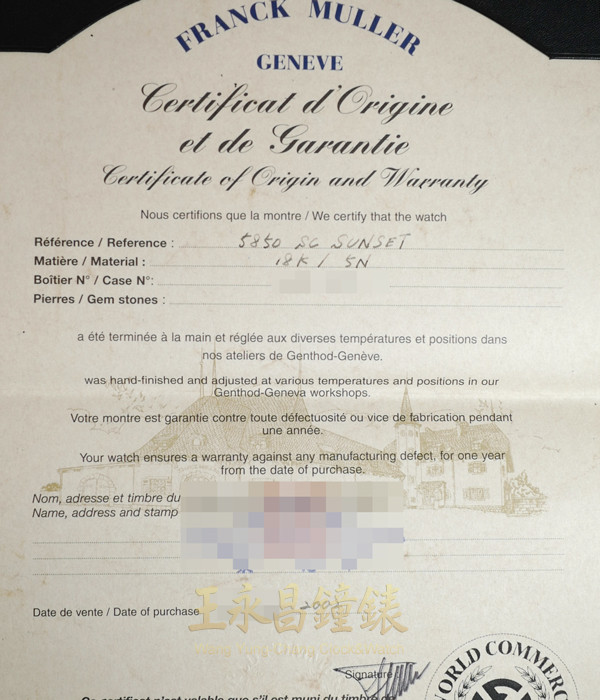 FRANCK MULLER
GENEVE
Certificat d'Origine
et de Garantie
Certificate of Origin and Warranty
Nous certifions que la montre / We certify that the watch
Référence / Reference : 5850 SC SUNSET
Matière / Material : 18K / 5N
Boîtier N° / Case N°:
Pierres / Gem stones :
a été terminée à la main et réglée aux diverses températures et positions dans
nos ateliers de Genthod-Genève.
was hand-finished and adjusted at various temperatures and positions in our
Genthod-Geneva workshops.
Votre montre est garantie contre toute défectuosité ou vice de fabrication pendant
une année.
Your watch ensures a warranty against any manufacturing defect, for one year
from the date of purchase.
Nom, adresse et timbre du
Name, address and stamp
Date de vente / Date of purchase
王永昌鐘錶
Signature
WORLD COMMERC